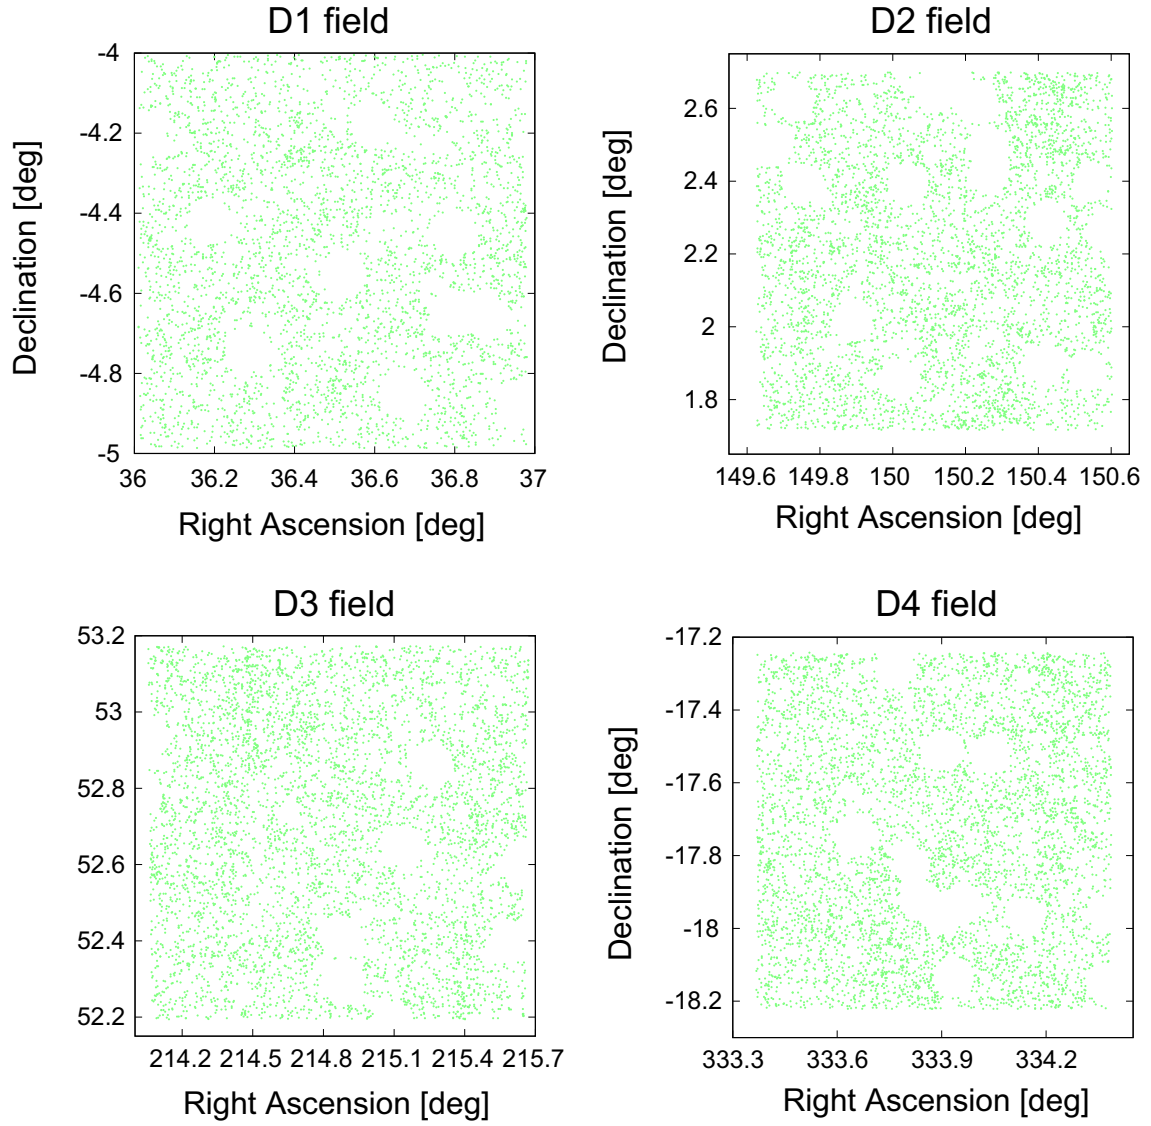 D1 field
-4
-4.2
-4.4
-4.6
-4.8
-5
36 36.2 36.4 36.6 36.8 37
Declination [deg]
Right Ascension [deg]
D2 field
2.6
2.4
2.2
2
1.8
149.6 149.8 150 150.2 150.4 150.6
Declination [deg]
Right Ascension [deg]
D3 field
53.2
53
52.8
52.6
52.4
52.2
214.2 214.5 214.8 215.1 215.4 215.7
Right Ascension [deg]
D4 field
-17.2
-17.4
-17.6
-17.8
-18
-18.2
333.3 333.6 333.9 334.2
Declination [deg]
Right Ascension [deg]